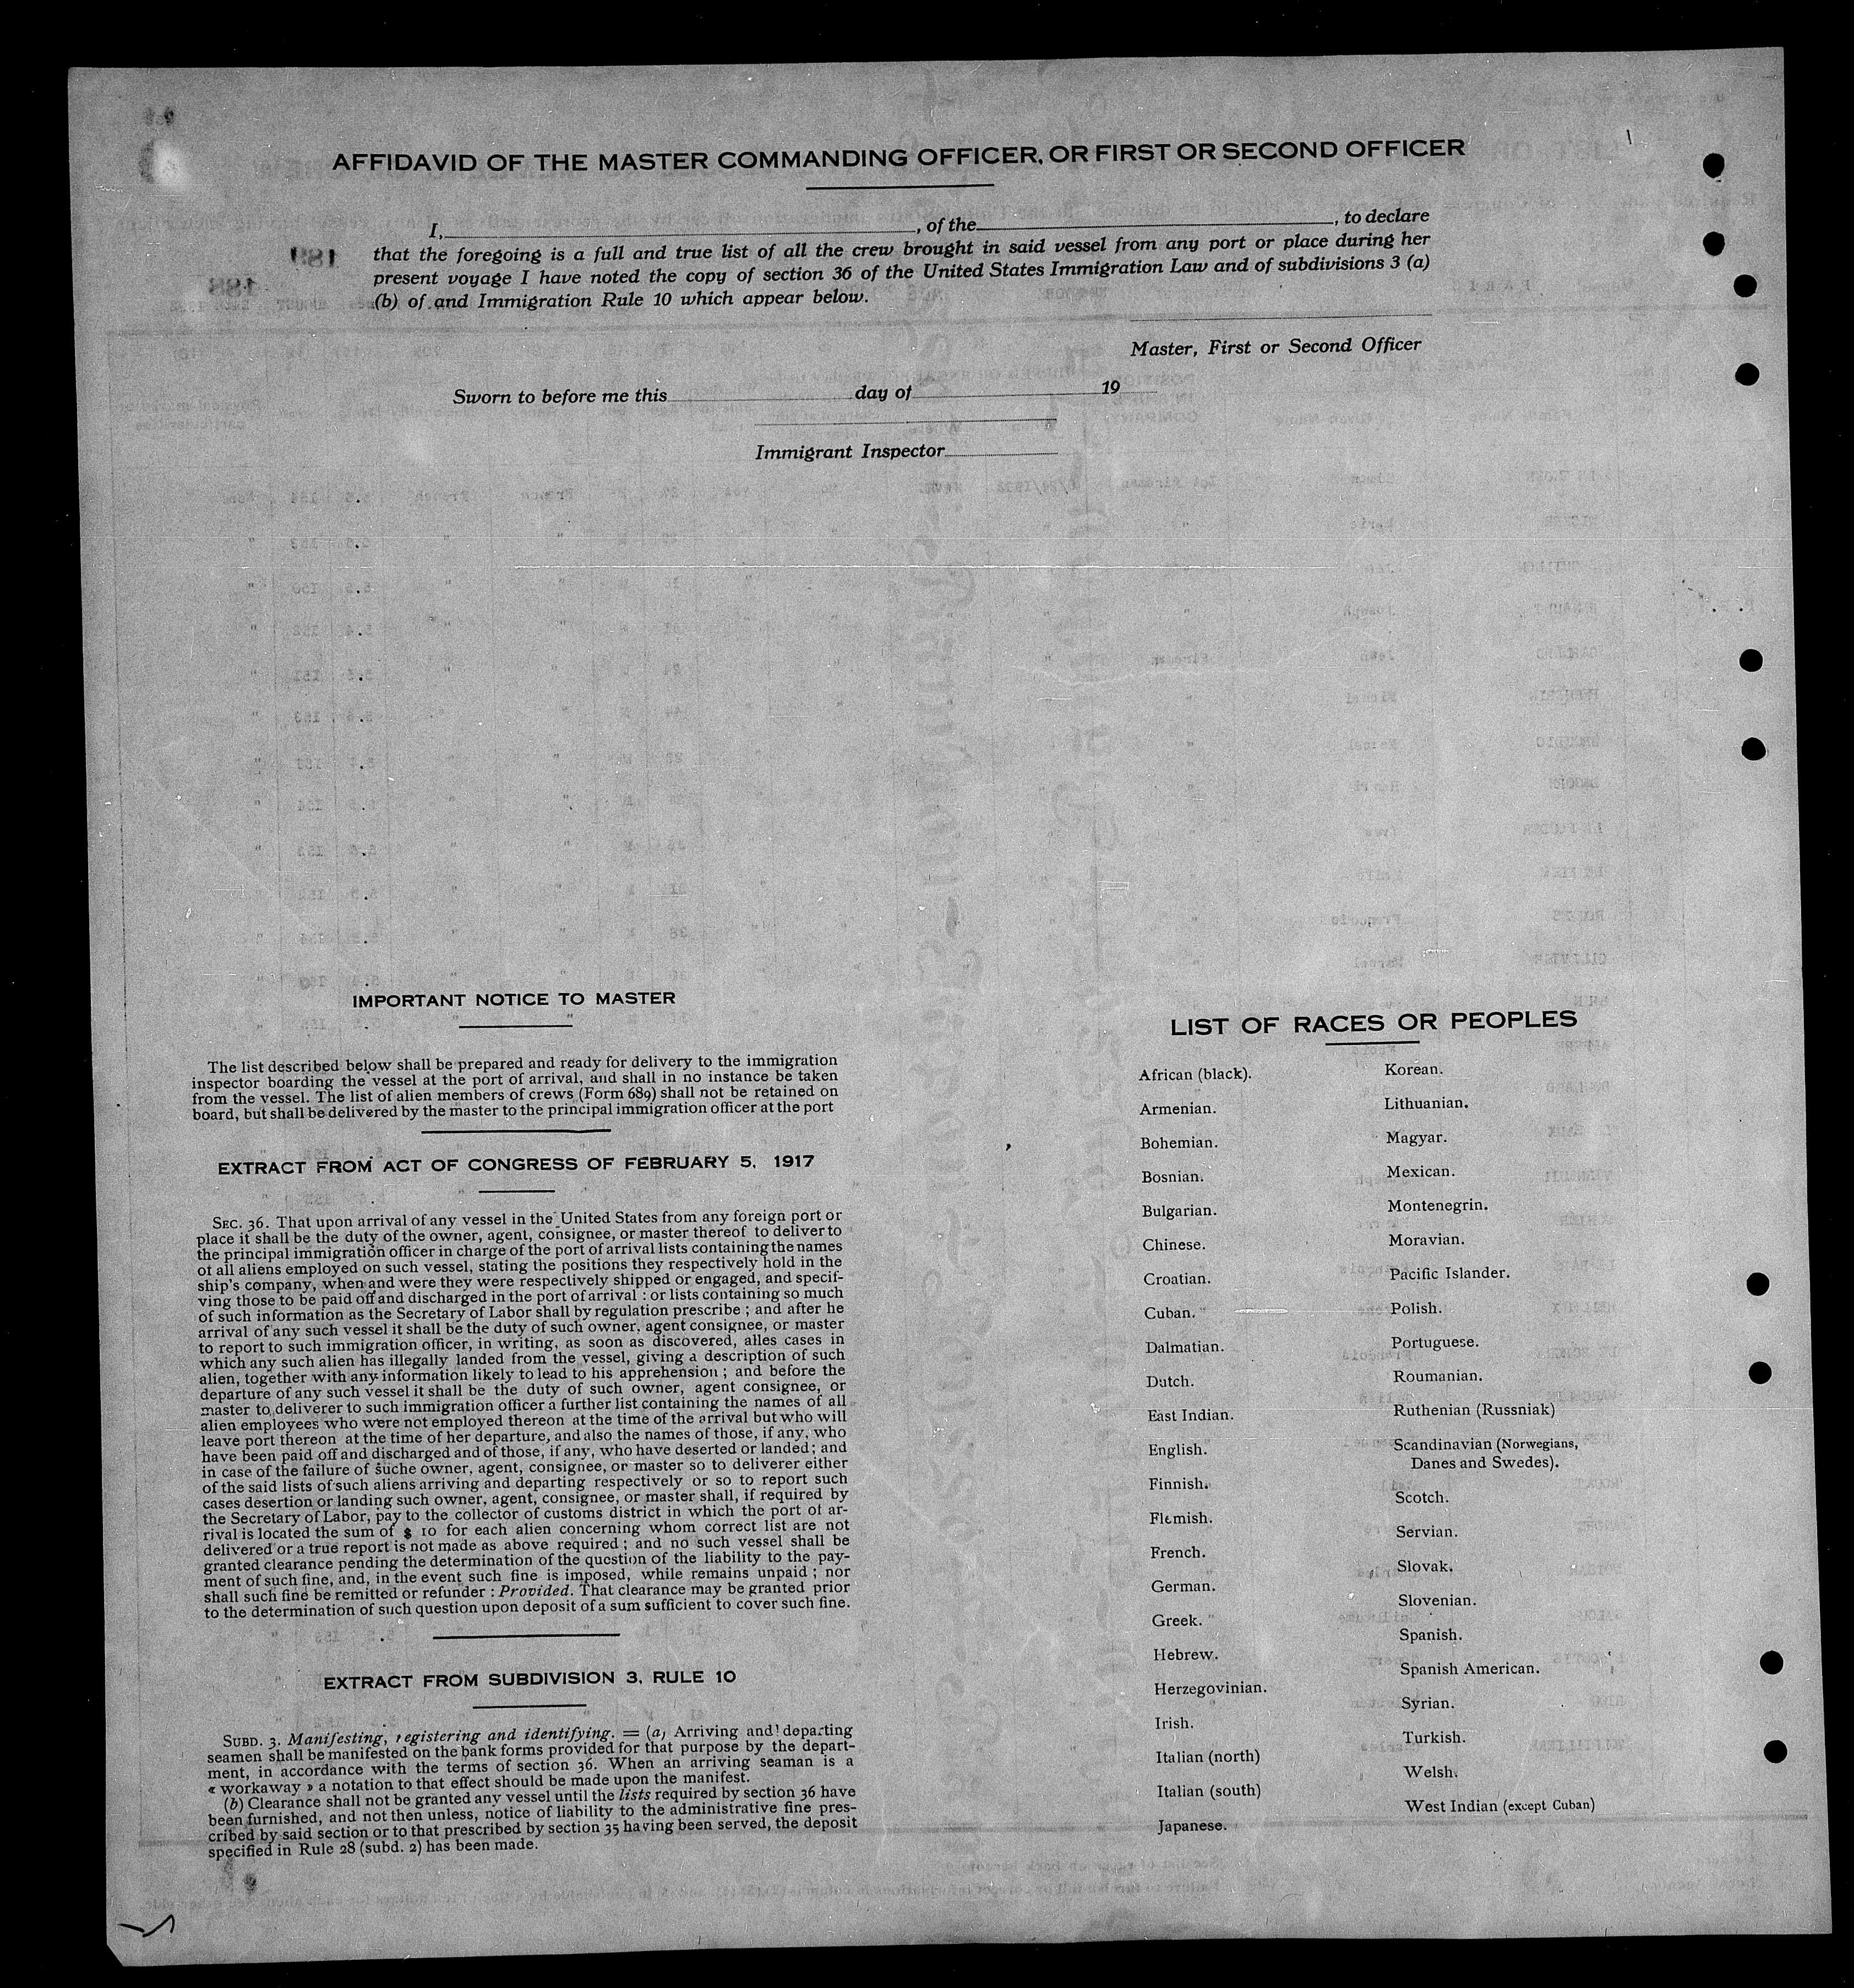 AFFIDAVID OF THE MASTER COMMANDING OFFICER, OR FIRST OR SECOND OFFICER
I, , of the , to declare
that the foregoing is a full and true list of all the crew brought in said vessel from any port or place during her
present voyage I have noted the copy of section 36 of the United States Immigration Law and of subdivisions 3 (a)
(b) of and Immigration Rule 10 which appear below.
Master, First or Second Officer
Sworn to before me this day of 19
Immigrant Inspector
IMPORTANT NOTICE TO MASTER
The list described below shall be prepared and ready for delivery to the immigration
inspector boarding the vessel at the port of arrival, and shall in no instance be taken
from the vessel. The list of alien members of crews (Form 689) shall not be retained on
board, but shall be delivered by the master to the principal immigration officer at the port
EXTRACT FROM ACT OF CONGRESS OF FEBRUARY 5, 1917
SEC. 36. That upon arrival of any vessel in the United States from any foreign port or
place it shall be the duty of the owner, agent, consignee, or master thereof to deliver to
the principal immigration officer in charge of the port of arrival lists containing the names
ot all aliens employed on such vessel, stating the positions they respectively hold in the
ship's company, when and were they were respectively shipped or engaged, and specif-
ving those to be paid off and discharged in the port of arrival : or lists containing so much
of such information as the Secretary of Labor shall by regulation prescribe ; and after he
arrival of any such vessel it shall be the duty of such owner, agent consignee, or master
to report to such immigration officer, in writing, as soon as discovered, alles cases in
which any such alien has illegally landed from the vessel, giving a description of such
alien, together with any information likely to lead to his apprehension ; and before the
departure of any such vessel it shall be the duty of such owner, agent consignee, or
master to deliverer to such immigration officer a further list containing the names of all
alien employees who were not employed thereon at the time of the arrival but who will
leave port thereon at the time of her departure, and also the names of those, if any, who
have been paid off and discharged and of those, if any, who have deserted or landed; and
in case of the failure of suche owner, agent, consignee, or master so to deliverer either
of the said lists of such aliens arriving and departing respectively or so to report such
cases desertion or landing such owner, agent, consignee, or master shall, if required by
the Secretary of Labor, pay to the collector of customs district in which the port ot ar-
rival is located the sum of $ 10 for each alien concerning whom correct list are not
delivered or a true report is not made as above required ; and no such vessel shall be
granted clearance pending the determination of the question of the liability to the pay-
ment of such fine, and, in the event such fine is imposed, while remains unpaid ; nor
shall such fine be remitted or refunder : Provided. That clearance may be granted prior
to the determination of such question upon deposit of a sum sufficient to cover such fine.
EXTRACT FROM SUBDIVISION 3, RULE 10
SUBD. 3. Manifesting, registering and identifying. = (a) Arriving and departing
seamen shall be manifested on the bank forms provided for that purpose by the depart-
ment, in accordance with the terms of section 36. When an arriving seaman is a
« workaway » a notation to that effect should be made upon the manifest.
(b) Clearance shall not be granted any vessel until the lists required by section 36 have
been furnished, and not then unless, notice of liability to the administrative fine pres-
cribed by said section or to that prescribed by section 35 having been served, the deposit
specified in Rule 28 (subd. 2) has been made.
LIST OF RACES OR PEOPLES
African (black).
Armenian.
Bohemian.
Bosnian.
Bulgarian.
Chinese.
Croatian.
Cuban.
Dalmatian.
Dutch.
East Indian.
English.
Finnish.
Flemish.
French.
German.
Greek.
Hebrew.
Herzegovinian.
Irish.
Italian (north)
Italian (south)
Japanese.
Korean.
Lithuanian.
Magyar.
Mexican.
Montenegrin.
Moravian.
Pacific Islander.
Polish.
Portuguese.
Roumanian.
Ruthenian (Russniak)
Scandinavian (Norwegians,
Danes and Swedes).
Scotch.
Servian.
Slovak.
Slovenian.
Spanish.
Spanish American.
Syrian.
Turkish.
Welsh.
West Indian (except Cuban)